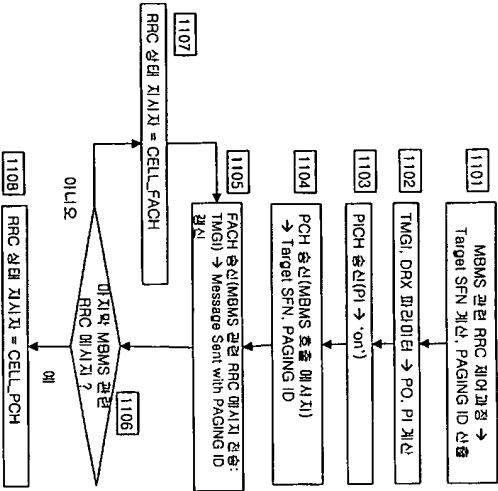 1101
MBMS 관련 RRC 제어과정 →
Target SFN 계산, PAGING ID 산출
1102
TMGI, DRX 파라미터 → PO, PI 계산
1103
PICH 송신(PI → 'on')
1104
PCH 송신(MBMS 호출 메시지)
→ Target SFN, PAGING ID
1105
FACH 송신(MBMS 관련 RRC 메시지 전송:
TMGI) → Message Sent with PAGING ID
갱신
1106
마지막 MBMS 관련
RRC 메시지 ?
아니오
예
1107
RRC 상태 지시자 = CELL_FACH
1108
RRC 상태 지시자 = CELL_PCH